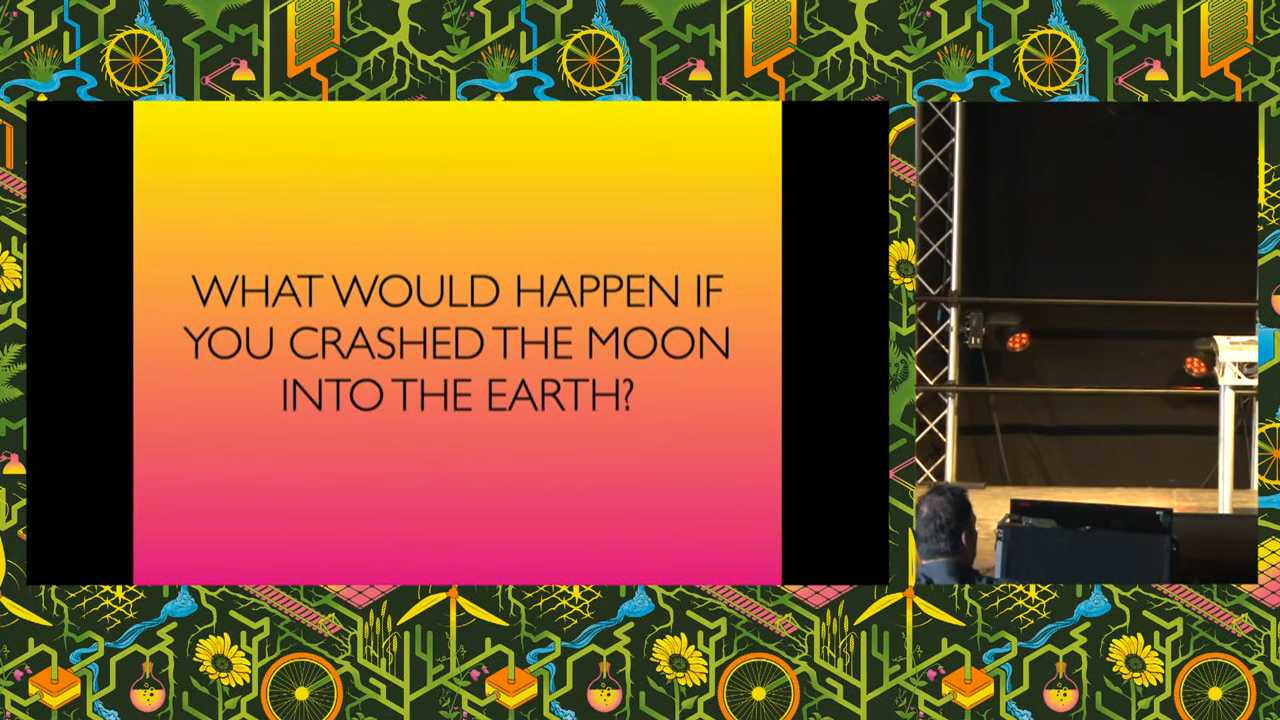 WHAT WOULD HAPPEN IF
YOU CRASHED THE MOON
INTO THE EARTH?